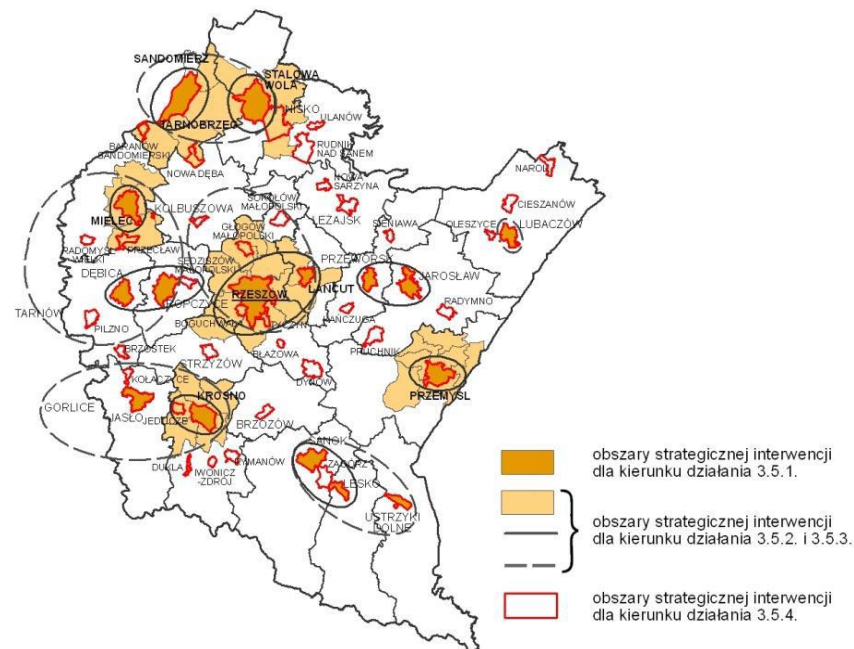 SANDOMIERZ
STALOWA
WOLA
NISKO
ULANÓW
TARNOBRZEG
RUDNIK
NAD SANEM
BARANÓW
SANDOMIERSKI
NOWA DĘBA
NOWA
SARZYNA
NAROL
CIESZANÓW
KOLBUSZOWA
SOKOŁÓW
MAŁOPOLSKI
LEŻAJSK
SIENIAWA
OLESZYCE
LUBACZÓW
MIELEC
GŁOGÓW
MAŁOPOLSKI
RADOMYŚL
WIELKI
PRZECŁAW
SĘDZISZÓW
MAŁOPOLSKI
PRZEWORSK
DĘBICA
JAROSŁAW
RZESZÓW
ŁAŃCUT
ROPCZYCE
TARNÓW
PILZNO
BOGUCHWAŁA
TYCZYN
KAŃCZUGA
RADYMNO
BRZOSTEK
STRZYŻÓW
BŁAŻOWA
PRUCHNIK
KOŁACZYCE
DYNÓW
PRZEMYŚL
GORLICE
KROSNO
JASŁO
JEDLICZE
BRZOZÓW
DUKLA
IWONICZ
-ZDRÓJ
RYMANÓW
SANOK
ZAGÓRZ
LESKO
USTRZYKI
DOLNE
obszary strategicznej interwencji
dla kierunku działania 3.5.1.
obszary strategicznej interwencji
dla kierunku działania 3.5.2. i 3.5.3.
obszary strategicznej interwencji
dla kierunku działania 3.5.4.